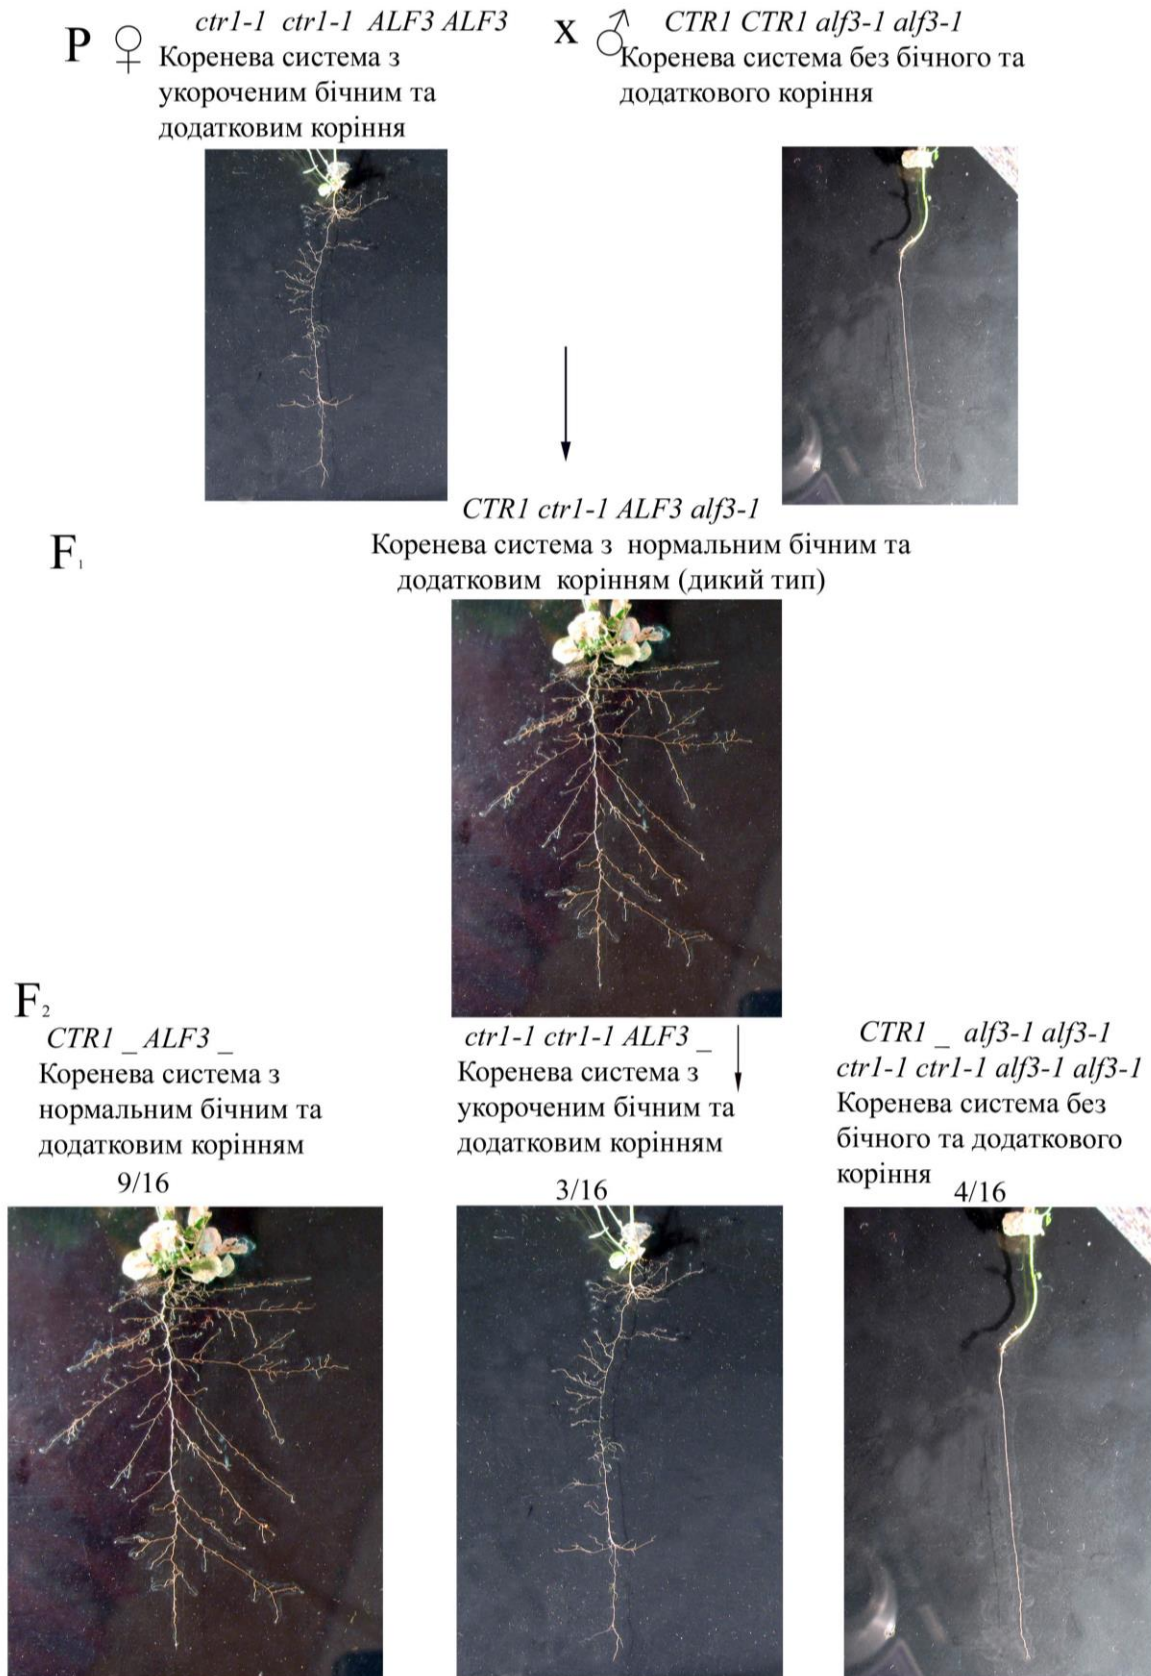 P ♀ ctr1-1 ctr1-1 ALF3 ALF3
Коренева система з
укороченим бічним та
додатковим коріння
x ♂ CTR1 CTR1 alf3-1 alf3-1
Коренева система без бічного та
додаткового коріння
F₁
CTR1 ctr1-1 ALF3 alf3-1
Коренева система з нормальним бічним та
додатковим корінням (дикий тип)
F₂
CTR1 _ ALF3 _
Коренева система з
нормальним бічним та
додатковим корінням
9/16
ctr1-1 ctr1-1 ALF3 _
Коренева система з
укороченим бічним та
додатковим корінням
3/16
CTR1 _ alf3-1 alf3-1
ctr1-1 ctr1-1 alf3-1 alf3-1
Коренева система без
бічного та додаткового
коріння
4/16